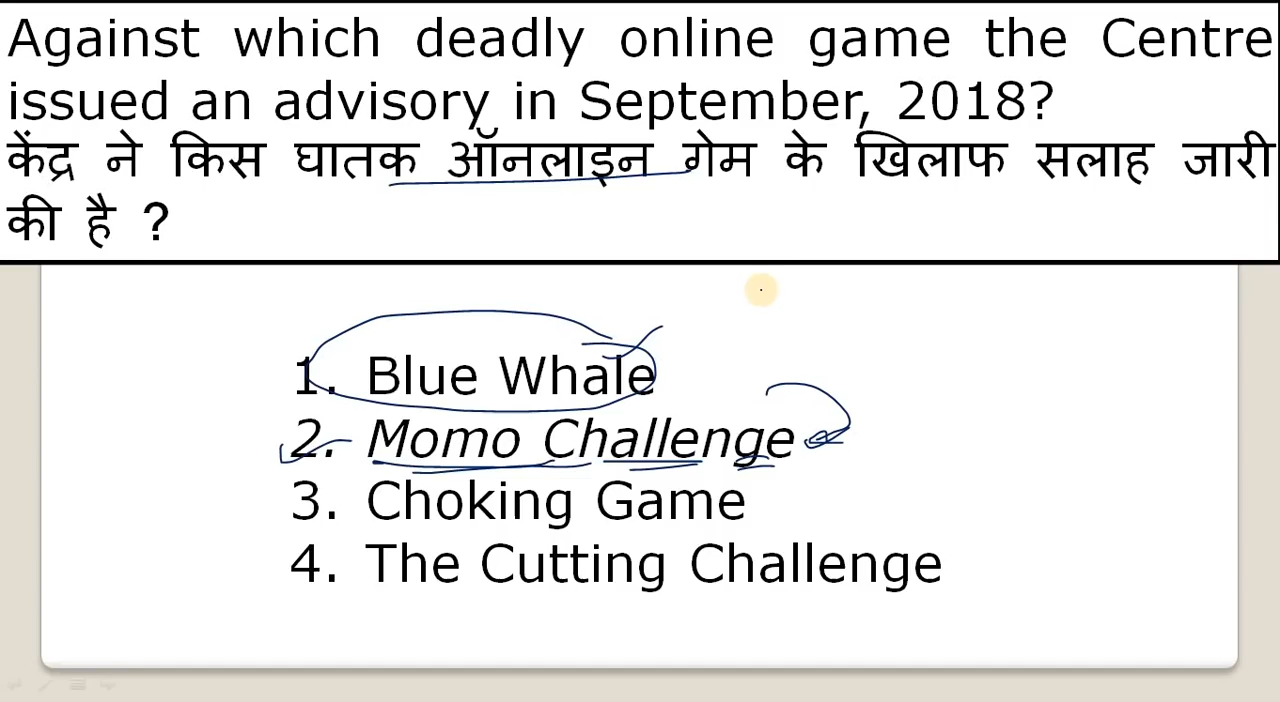 Against which deadly online game the Centre
issued an advisory in September, 2018?
केंद्र ने किस घातक ऑनलाइन गेम के खिलाफ सलाह जारी
की है ?
1. Blue Whale
2. Momo Challenge
3. Choking Game
4. The Cutting Challenge